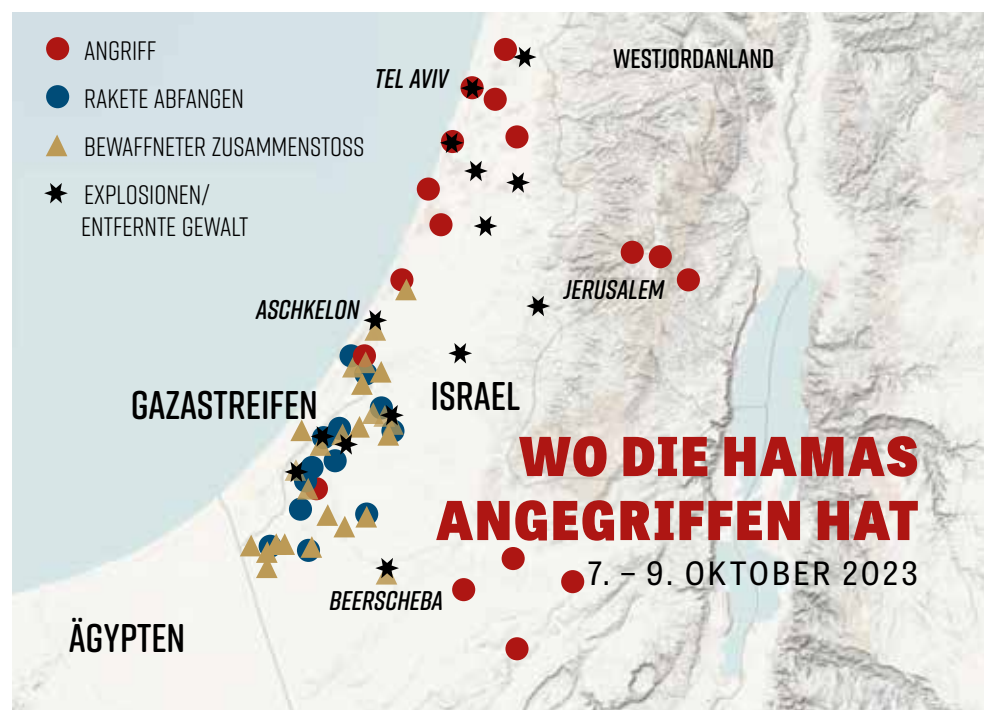 ANGRIFF
RAKETE ABFANGEN
BEWAFFNETER ZUSAMMENSTOSS
EXPLOSIONEN/
ENTFERNTE GEWALT
TEL AVIV
WESTJORDANLAND
JERUSALEM
ASCHKELON
GAZASTREIFEN
ISRAEL
WO DIE HAMAS
ANGEGRIFFEN HAT
7. – 9. OKTOBER 2023
BEERSCHEBA
ÄGYPTEN